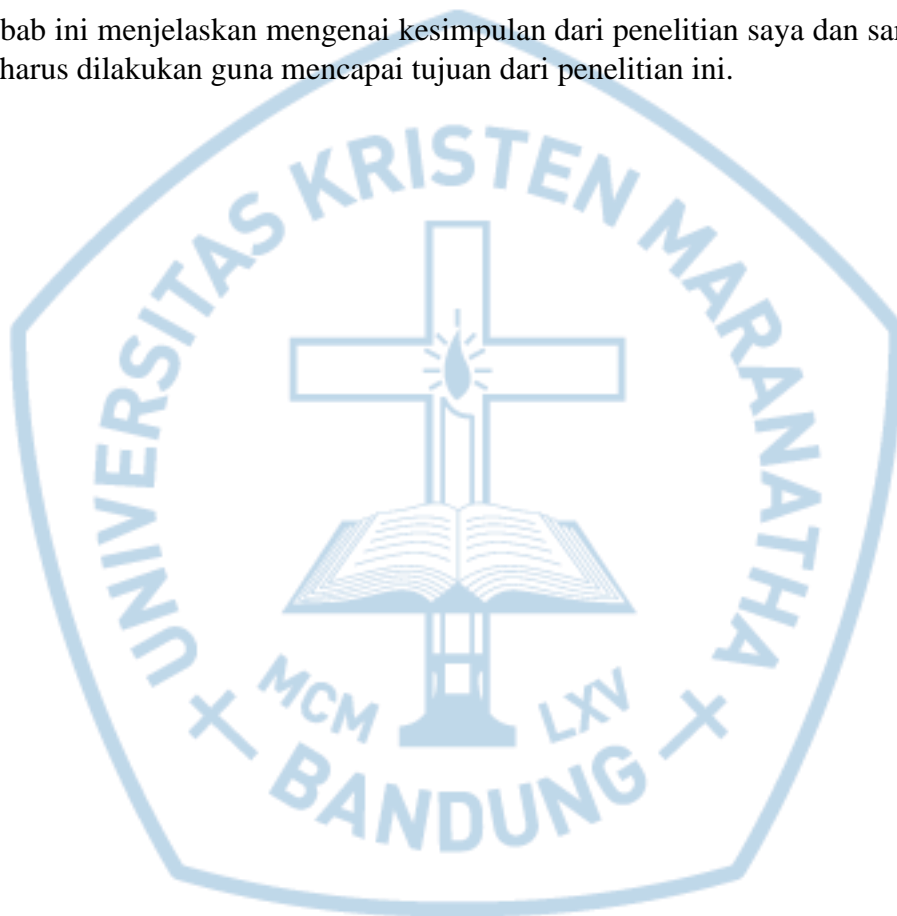 bab ini menjelaskan mengenai kesimpulan dari penelitian saya dan
harus dilakukan guna mencapai tujuan dari penelitian ini.
UNIVERSITAS KRISTEN MARANATHA
MCM LXV
BANDUNG